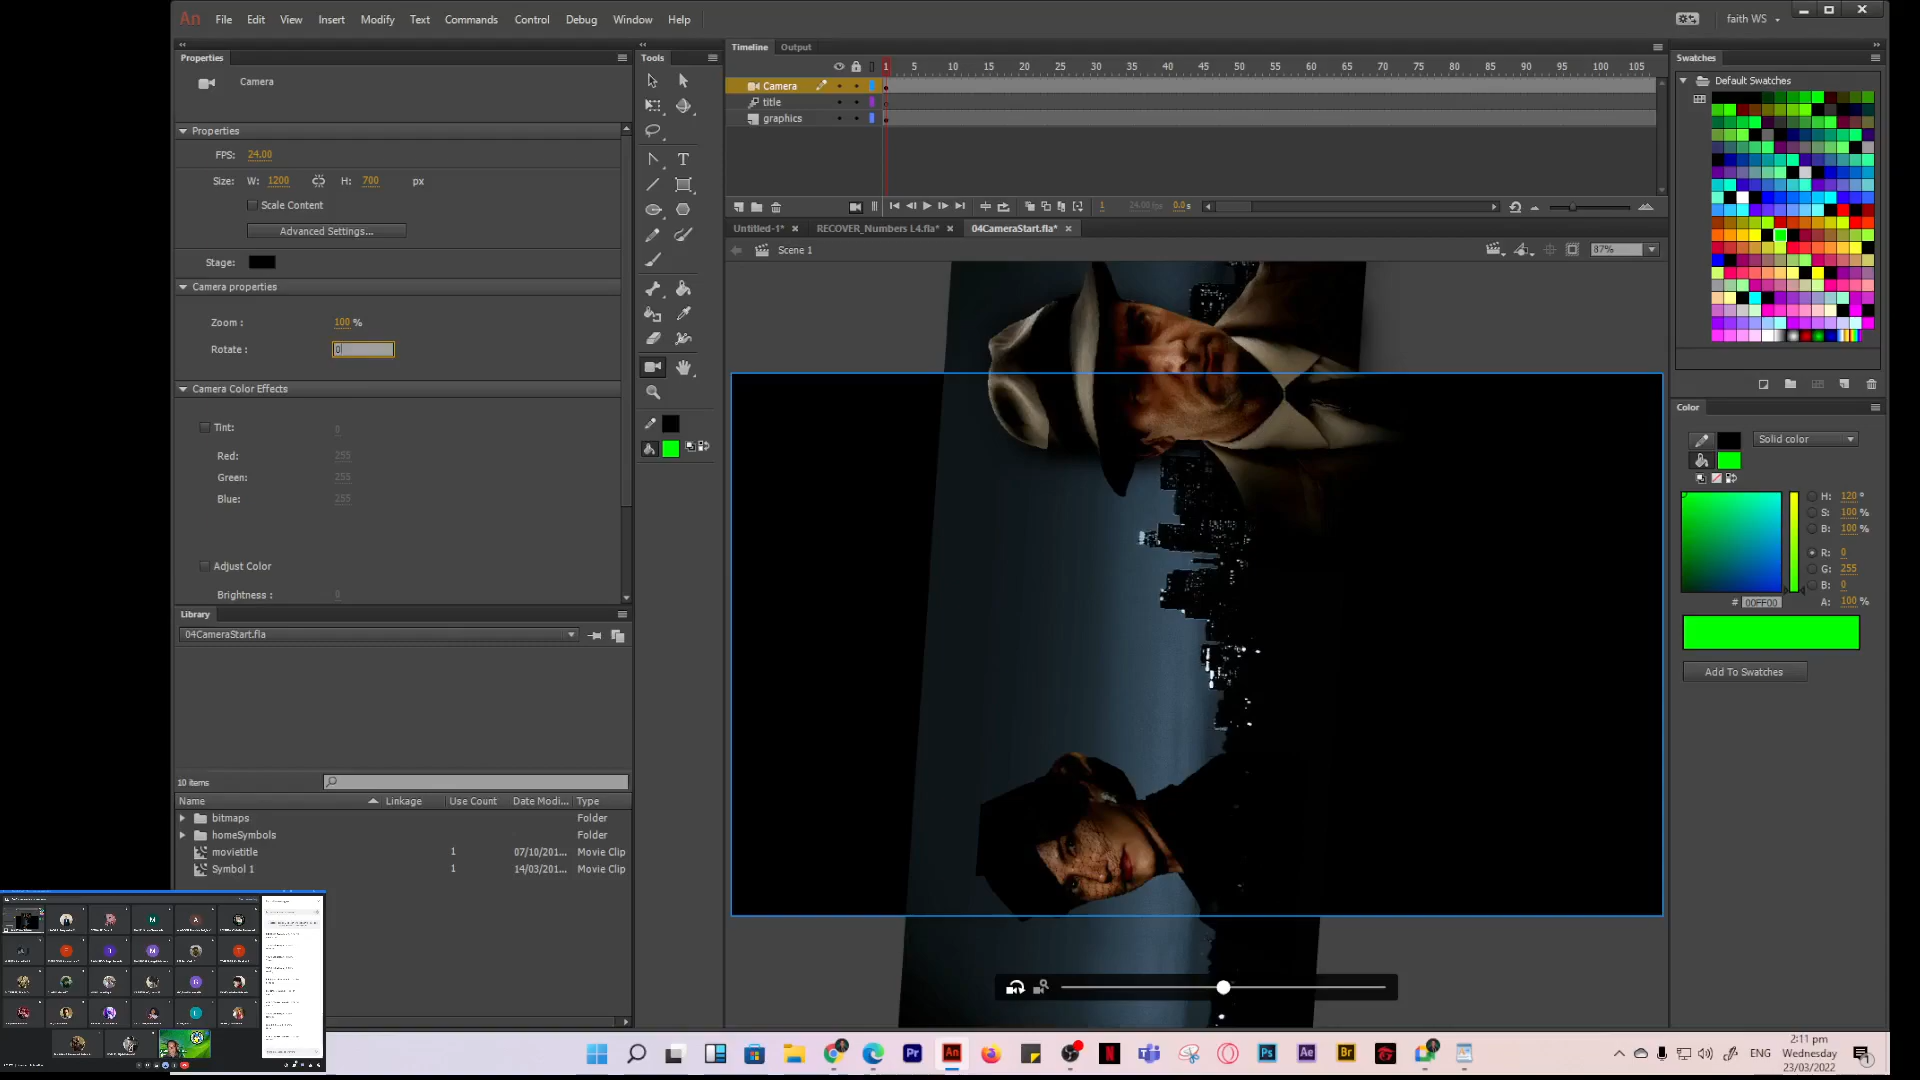 An File Edit View Insert Modify Text Commands Control Debug Window Help
faith WS
Properties
Tools
Timeline Output
Swatches
Camera
1 5 10 15 20 25 30 35 40 45 50 55 60 65 70 75 80 85 90 95 100 105
Default Swatches
Camera
title
graphics
Properties
FPS: 24.00
Size: W: 1200 H: 700 px
Scale Content
Advanced Settings...
1 24.00 fps 0.0 s
Untitled-1* RECOVER_Numbers L4.fla* 04CameraStart.fla*
Scene 1
87%
Stage:
Camera properties
Zoom : 100 %
Rotate : 0
Camera Color Effects
Tint: 0
Red: 255
Green: 255
Blue: 255
Adjust Color
Brightness : 0
Color
Solid color
H: 120 °
S: 100 %
B: 100 %
R: 0
G: 255
B: 0
# 00FF00 A: 100 %
Add To Swatches
Library
04CameraStart.fla
10 items
Name Linkage Use Count Date Modi... Type
bitmaps Folder
homeSymbols Folder
movietitle 1 07/10/201... Movie Clip
Symbol 1 1 14/03/201... Movie Clip
Pr An N Ps Ae Br
ENG
2:11 pm
Wednesday
23/03/2022